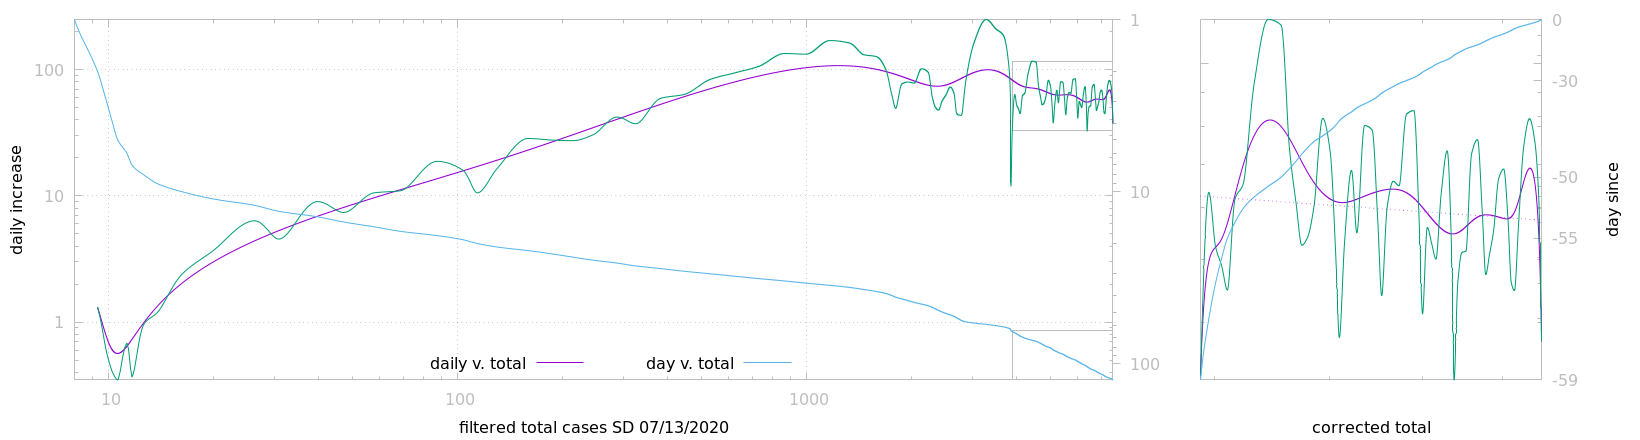 daily increase
100
10
1
10
100
1000
daily v. total
day v. total
filtered total cases SD 07/13/2020
1
10
100
0
-30
-50
-55
-59
day since
corrected total